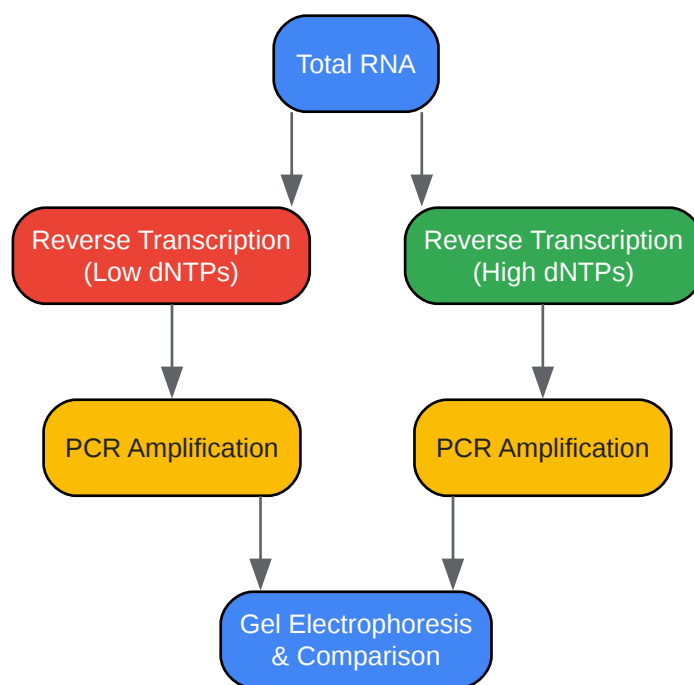 Total RNA
Reverse Transcription
(Low dNTPs)
Reverse Transcription
(High dNTPs)
PCR Amplification
PCR Amplification
Gel Electrophoresis
& Comparison